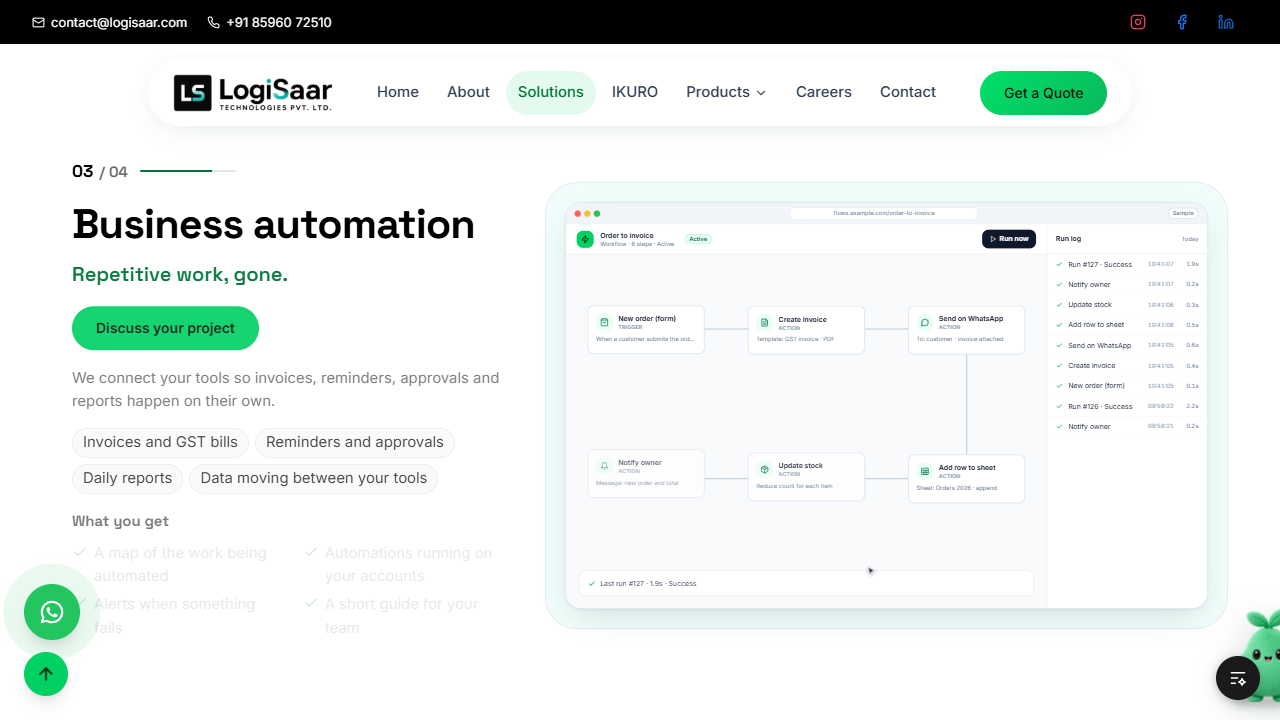 contact@logisaar.com
+91 85960 72510
LS LogiSaar
TECHNOLOGIES PVT. LTD.
Home
About
Solutions
IKURO
Products
Careers
Contact
Get a Quote
03 / 04
Business automation
Repetitive work, gone.
Discuss your project
We connect your tools so invoices, reminders, approvals and
reports happen on their own.
Invoices and GST bills
Reminders and approvals
Daily reports
Data moving between your tools
What you get
A map of the work being
automated
Automations running on
your accounts
Alerts when something
fails
A short guide for your
team
flows.example.com/order-to-invoice
Sample
Order to invoice
Workflow · 6 steps · Active
Active
Run now
New order (form)
TRIGGER
When a customer submits the ord...
Create invoice
ACTION
Template: GST invoice · PDF
Send on WhatsApp
ACTION
To: customer · invoice attached
Notify owner
ACTION
Message: new order and total
Update stock
ACTION
Reduce count for each item
Add row to sheet
ACTION
Sheet: Orders 2026 · append
Last run #127 · 1.9s · Success
Run log
Today
Run #127 · Success 10:41:07 1.9s
Notify owner 10:41:07 0.2s
Update stock 10:41:06 0.3s
Add row to sheet 10:41:06 0.5s
Send on WhatsApp 10:41:05 0.8s
Create invoice 10:41:05 0.4s
New order (form) 10:41:05 0.1s
Run #126 · Success 09:58:22 2.2s
Notify owner 09:58:21 0.2s